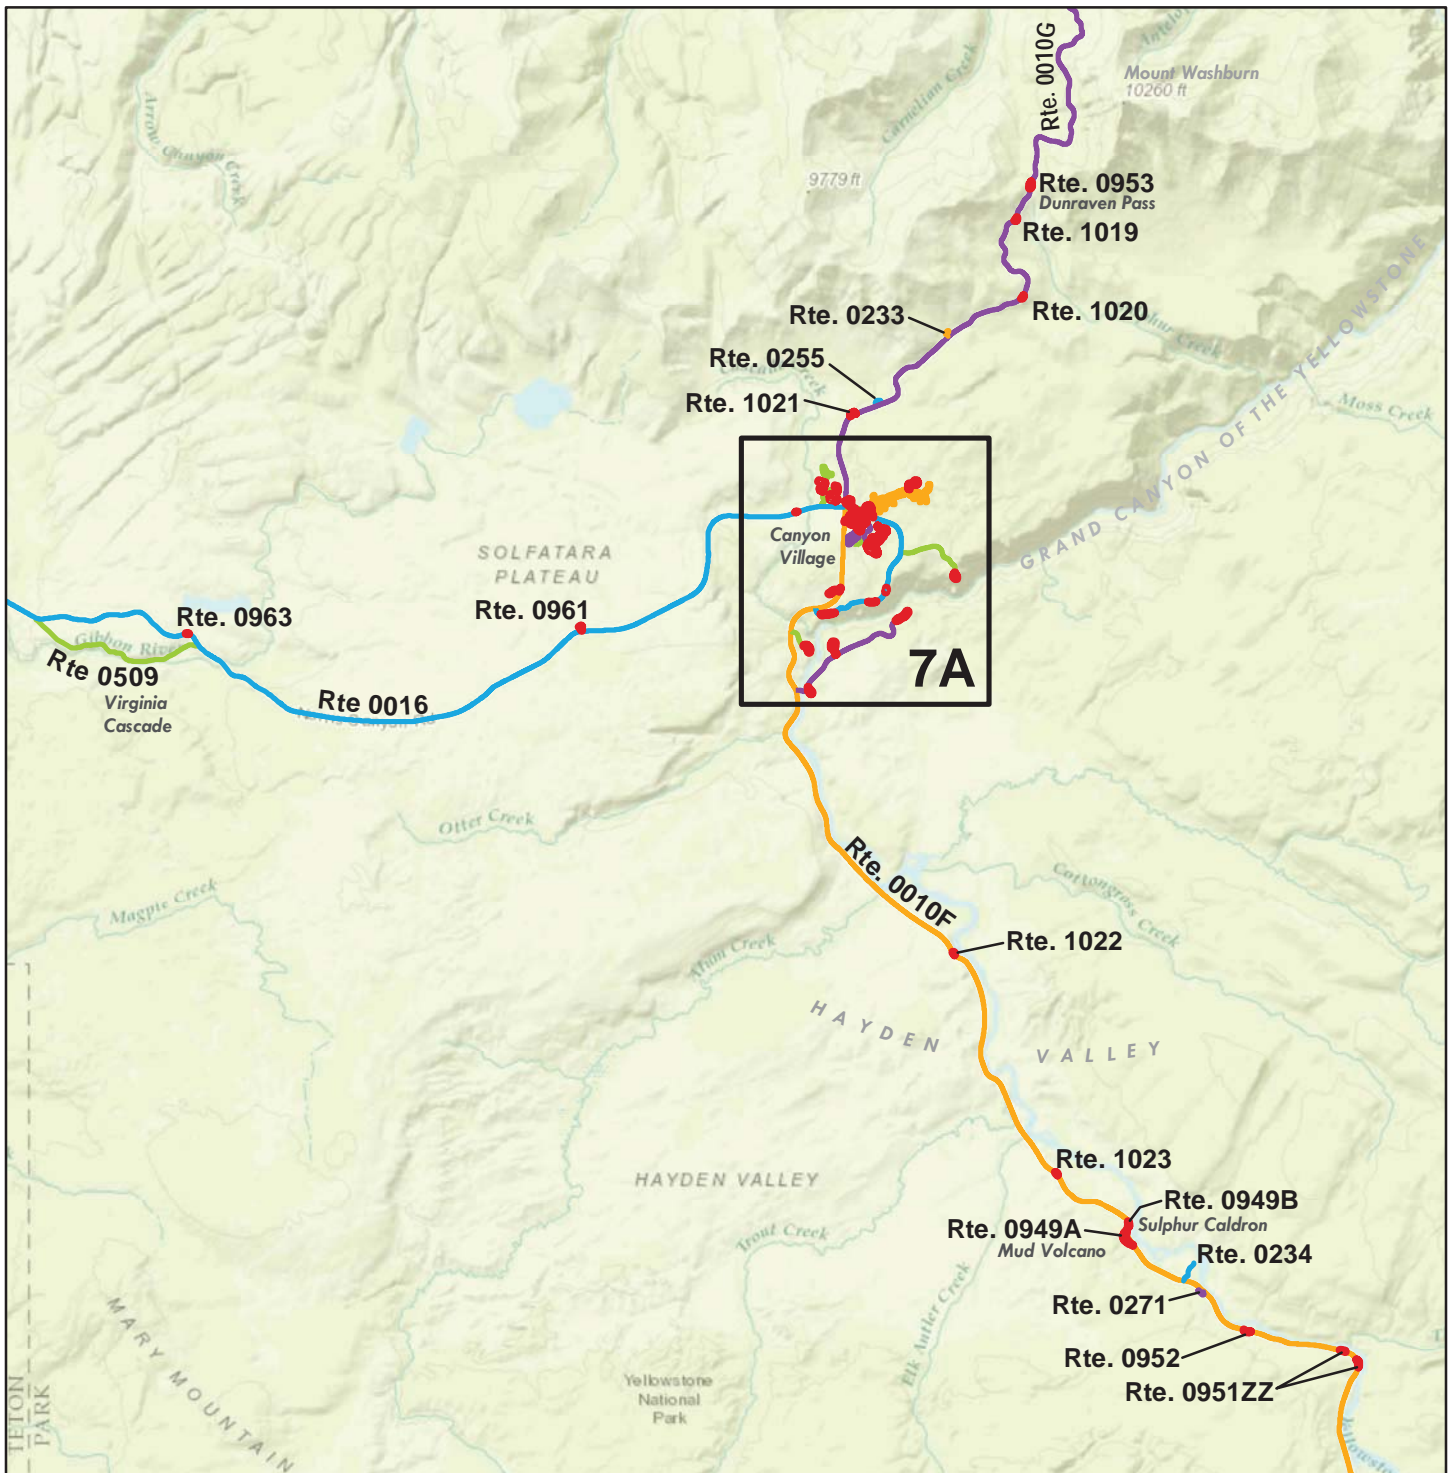 Rte. 0010G
Antelop
Mount Washburn
10260 ft
Carnelian Creek
Arrow Canyon Creek
9779 ft
Rte. 0953
Dunraven Pass
Rte. 1019
Rte. 1020
Rte. 0233
Rte. 0255
Rte. 1021
Moss Creek
GRAND CANYON OF THE YELLOWSTONE
Canyon
Village
SOLFATARA
PLATEAU
Rte. 0961
Rte. 0963
Gibbon River
Rte 0509
Virginia
Cascade
Rte 0016
7A
Otter Creek
Rte. 0010F
Magpie Creek
Cottongrass Creek
Alum Creek
Rte. 1022
HAYDEN VALLEY
Rte. 1023
HAYDEN VALLEY
Rte. 0949B
Sulphur Caldron
Rte. 0949A
Mud Volcano
Trout Creek
Rte. 0234
Elk Antler Creek
Rte. 0271
Rte. 0952
Rte. 0951ZZ
MARY MOUNTAIN
Yellowstone
National
Park
TETON
PARK